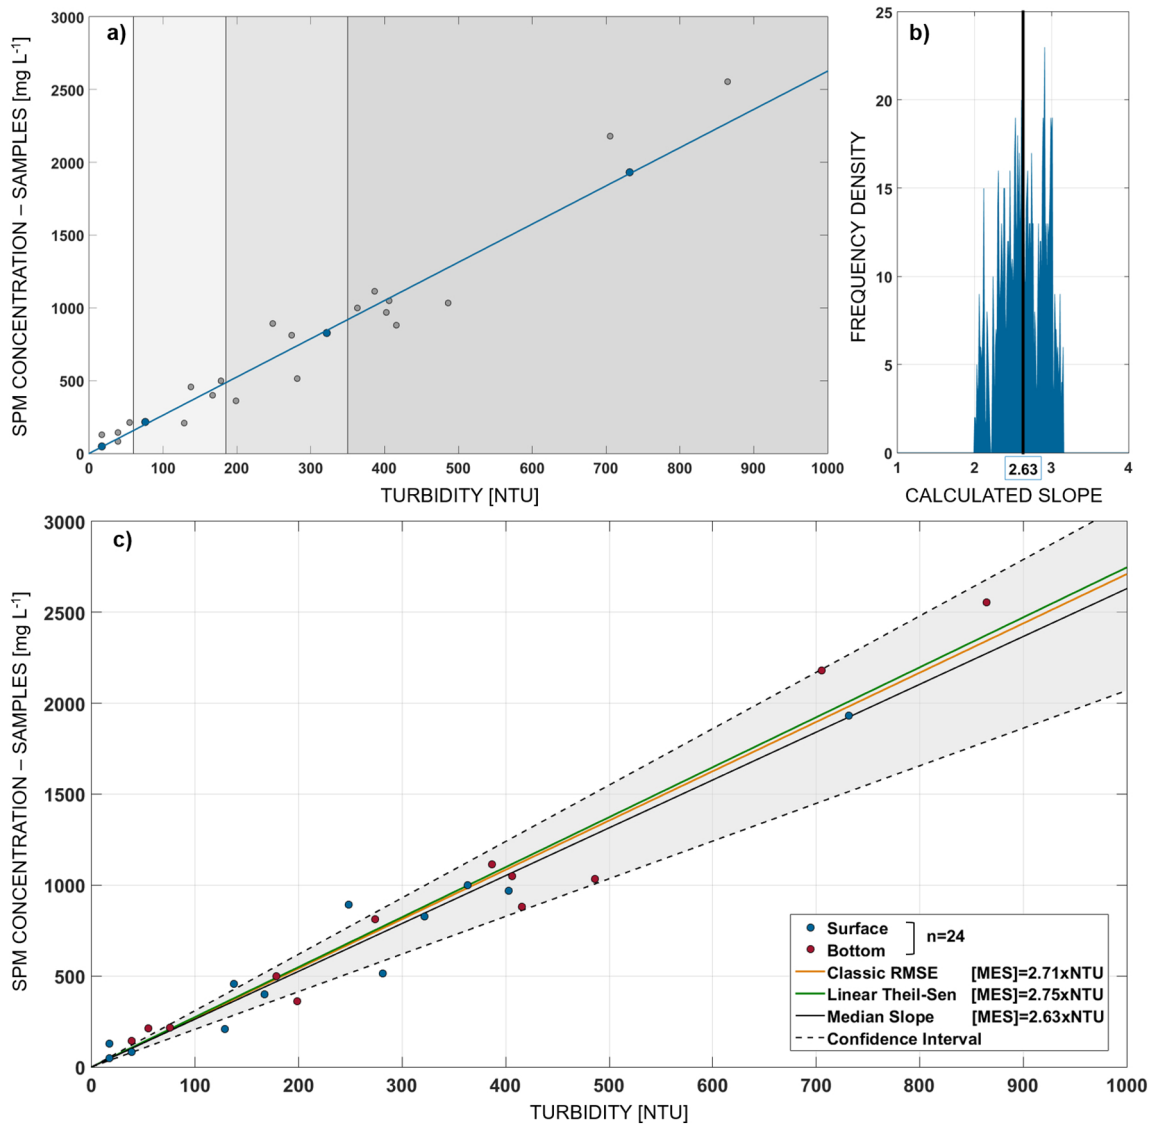 a)
SPM CONCENTRATION – SAMPLES [mg L-1]
3000
2500
2000
1500
1000
500
0
0 100 200 300 400 500 600 700 800 900 1000
TURBIDITY [NTU]
b)
FREQUENCY DENSITY
25
20
15
10
5
0
1 2 3 4
2.63
CALCULATED SLOPE
c)
SPM CONCENTRATION – SAMPLES [mg L-1]
3000
2500
2000
1500
1000
500
0
0 100 200 300 400 500 600 700 800 900 1000
TURBIDITY [NTU]
Surface
Bottom
n=24
Classic RMSE [MES]=2.71xNTU
Linear Theil-Sen [MES]=2.75xNTU
Median Slope [MES]=2.63xNTU
Confidence Interval